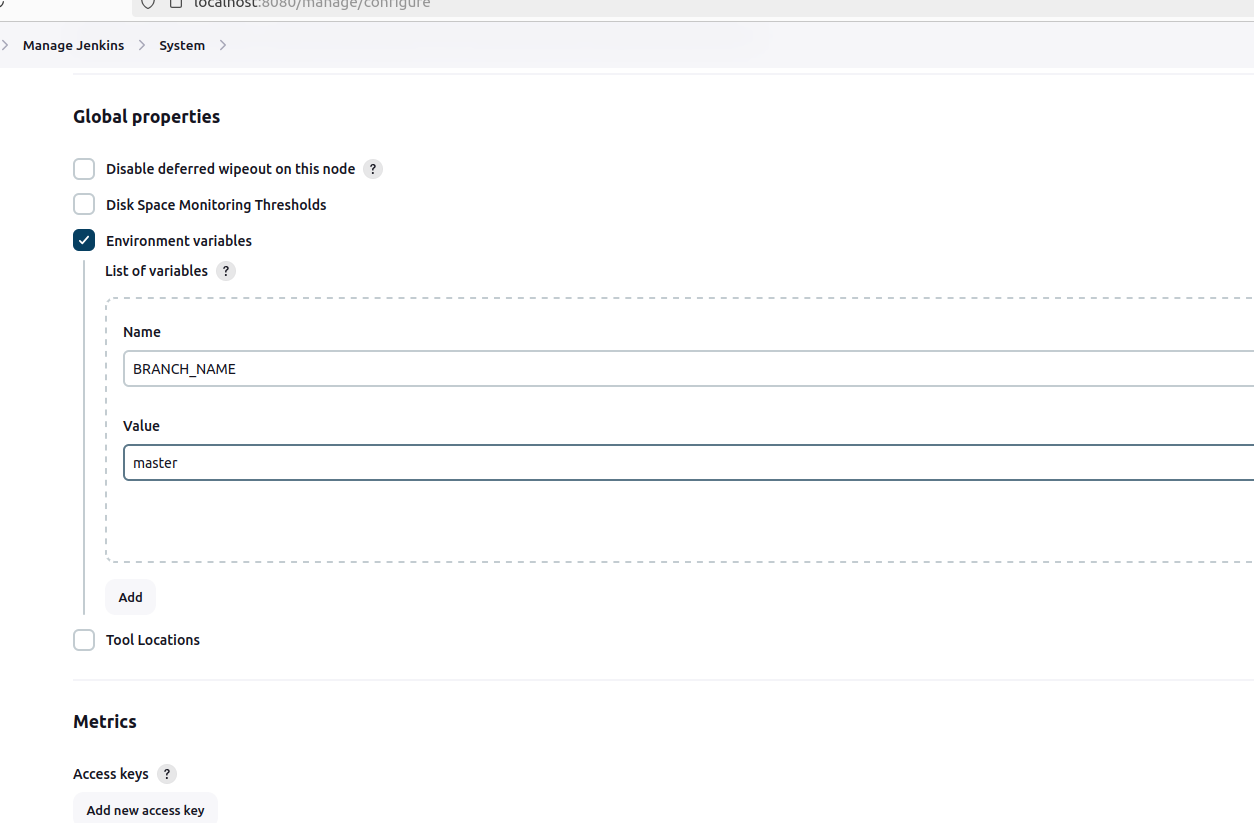 localhost:8080/manage/configure
Manage Jenkins
System
Global properties
Disable deferred wipeout on this node ?
Disk Space Monitoring Thresholds
Environment variables
List of variables ?
Name
BRANCH_NAME
Value
master
Add
Tool Locations
Metrics
Access keys ?
Add new access key